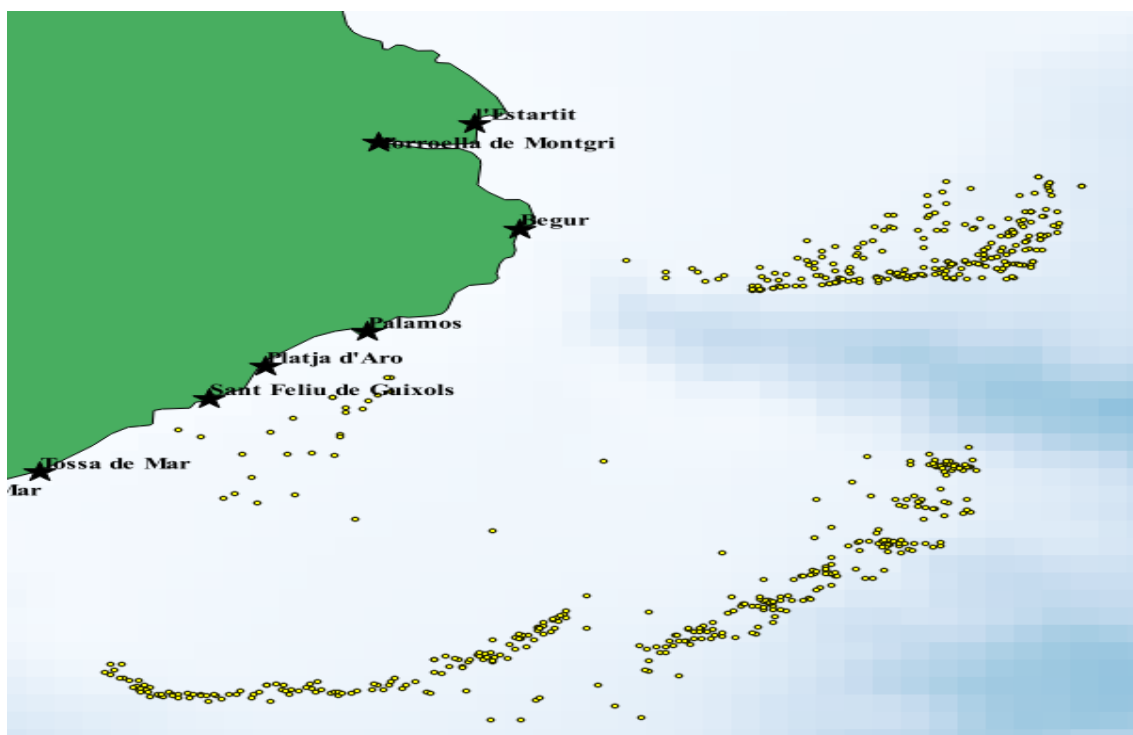 l'Estartit
Torroella de Montgri
Begur
Palamos
Platja d'Aro
Sant Feliu de Guixols
Tossa de Mar
Mar